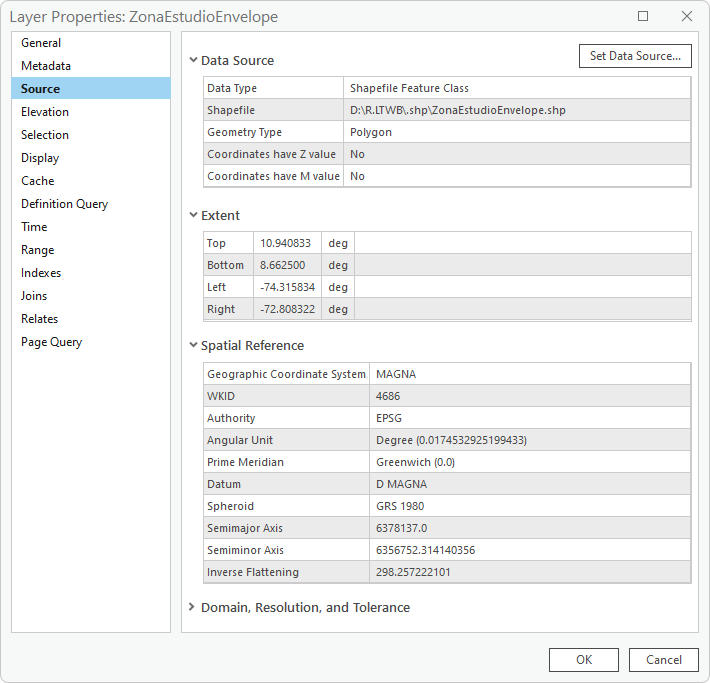 Layer Properties: ZonaEstudioEnvelope
General
Metadata
Source
Elevation
Selection
Display
Cache
Definition Query
Time
Range
Indexes
Joins
Relates
Page Query
Data Source
Set Data Source...
Data Type Shapefile Feature Class
Shapefile D:\R.LTWB\.shp\ZonaEstudioEnvelope.shp
Geometry Type Polygon
Coordinates have Z value No
Coordinates have M value No
Extent
Top 10.940833 deg
Bottom 8.662500 deg
Left -74.315834 deg
Right -72.808322 deg
Spatial Reference
Geographic Coordinate System MAGNA
WKID 4686
Authority EPSG
Angular Unit Degree (0.0174532925199433)
Prime Meridian Greenwich (0.0)
Datum D MAGNA
Spheroid GRS 1980
Semimajor Axis 6378137.0
Semiminor Axis 6356752.314140356
Inverse Flattening 298.257222101
Domain, Resolution, and Tolerance
OK Cancel